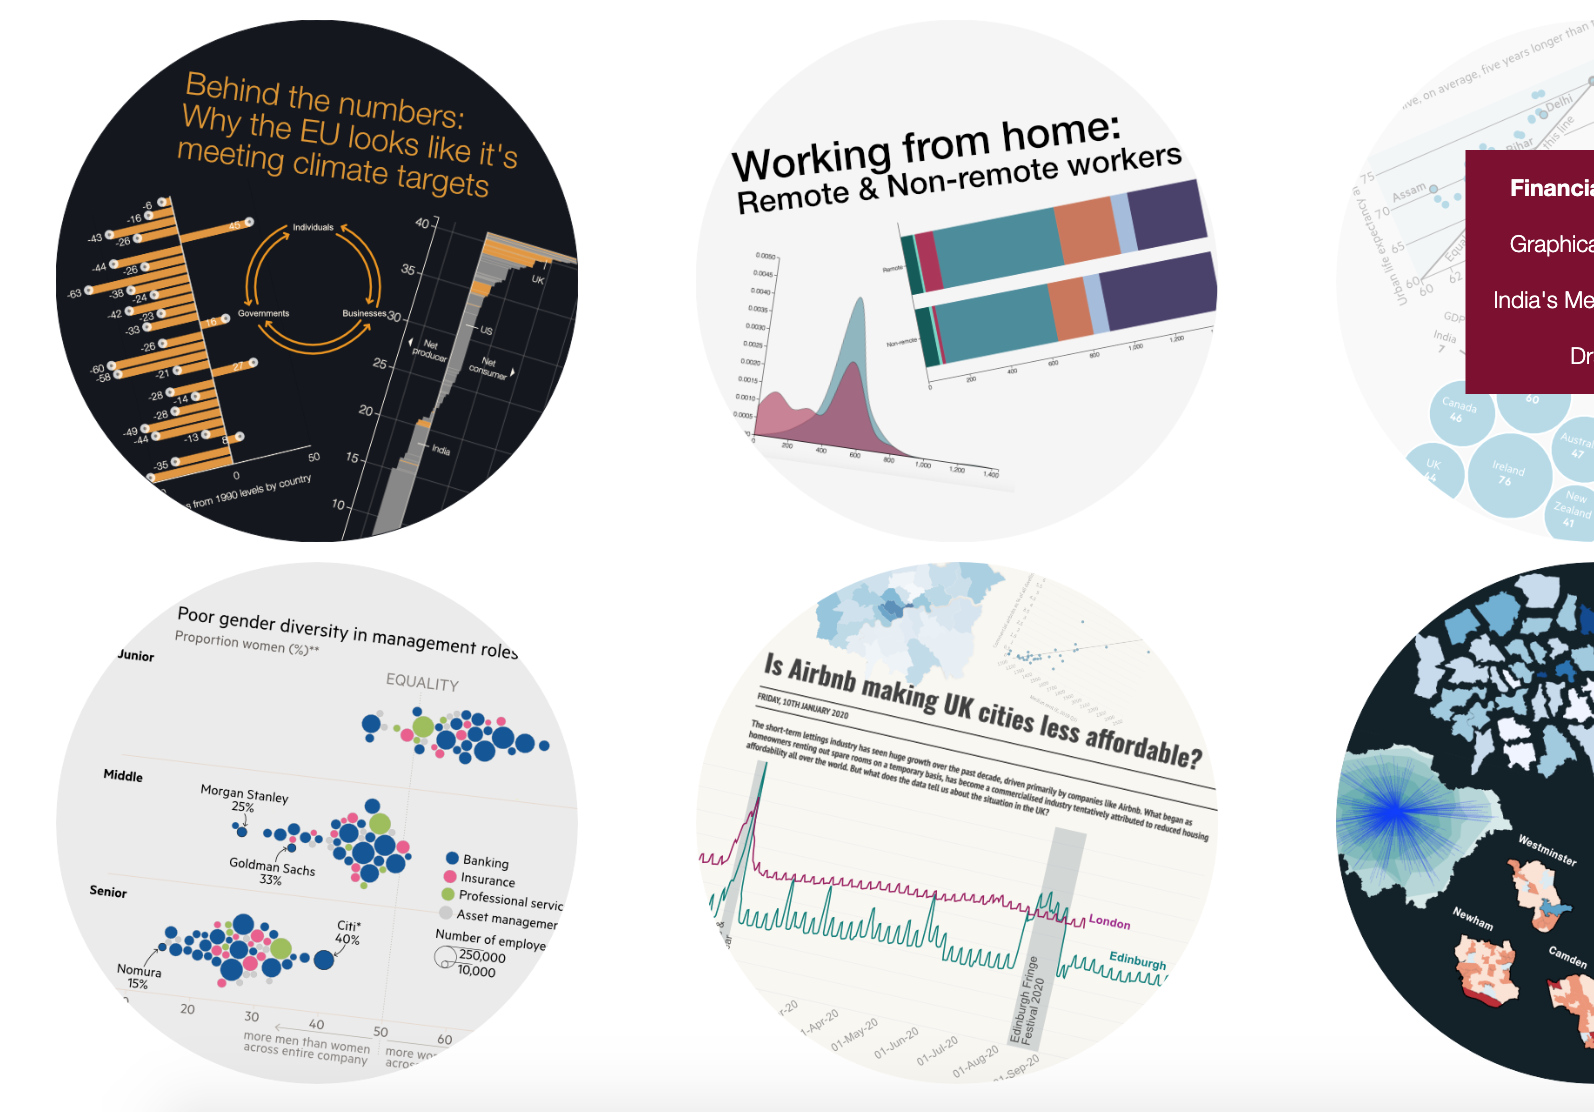 Behind the numbers:
Why the EU looks like it's
meeting climate targets
-6
-16
-43
-26
46
-44
-26
-63
-38
-24
-42
-23
-33
16
-26
-60
-58
-21
27
-28
-14
-28
-49
-44
-13
8
-35
0
50
s from 1990 levels by country
Individuals
Governments
Businesses
40
35
30
25
20
15
10
UK
US
Net
producer
Net
consumer
India
Working from home:
Remote & Non-remote workers
Remote
Non-remote
0
200
400
600
800
1,000
1,200
0.0050
0.0045
0.0040
0.0035
0.0030
0.0025
0.0020
0.0015
0.0010
0.0005
0
200
400
600
800
1,000
1,200
1,400
ive, on average, five years longer than
Delhi
Bihar
this line
Assam
75
70
65
60
60
62
Urban life expectancy a
GDP
India
7
Financia
Graphica
India's Me
Dr
60
Canada
46
Austra
47
UK
44
Ireland
76
New
Zealand
41
Poor gender diversity in management roles
Proportion women (%)**
Junior
EQUALITY
Middle
Morgan Stanley
25%
Goldman Sachs
33%
Banking
Insurance
Professional servic
Asset managemen
Number of employe
250,000
10,000
Senior
Citi*
40%
Nomura
15%
20
30
40
50
60
more men than women
across entire company
more wo
acros
Is Airbnb making UK cities less affordable?
FRIDAY, 10TH JANUARY 2020
The short-term lettings industry has seen huge growth over the past decade, driven primarily by companies like Airbnb. What began as
homeowners renting out spare rooms on a temporary basis, has become a commercialised industry tentatively attributed to reduced housing
affordability all over the world. But what does the data tell us about the situation in the UK?
London
Edinburgh
Edinburgh Fringe
Festival 2020
r-20
1-Apr-20
01-May-20
01-Jun-20
01-Jul-20
01-Aug-20
-Sep-20
Westminster
Newham
Camden